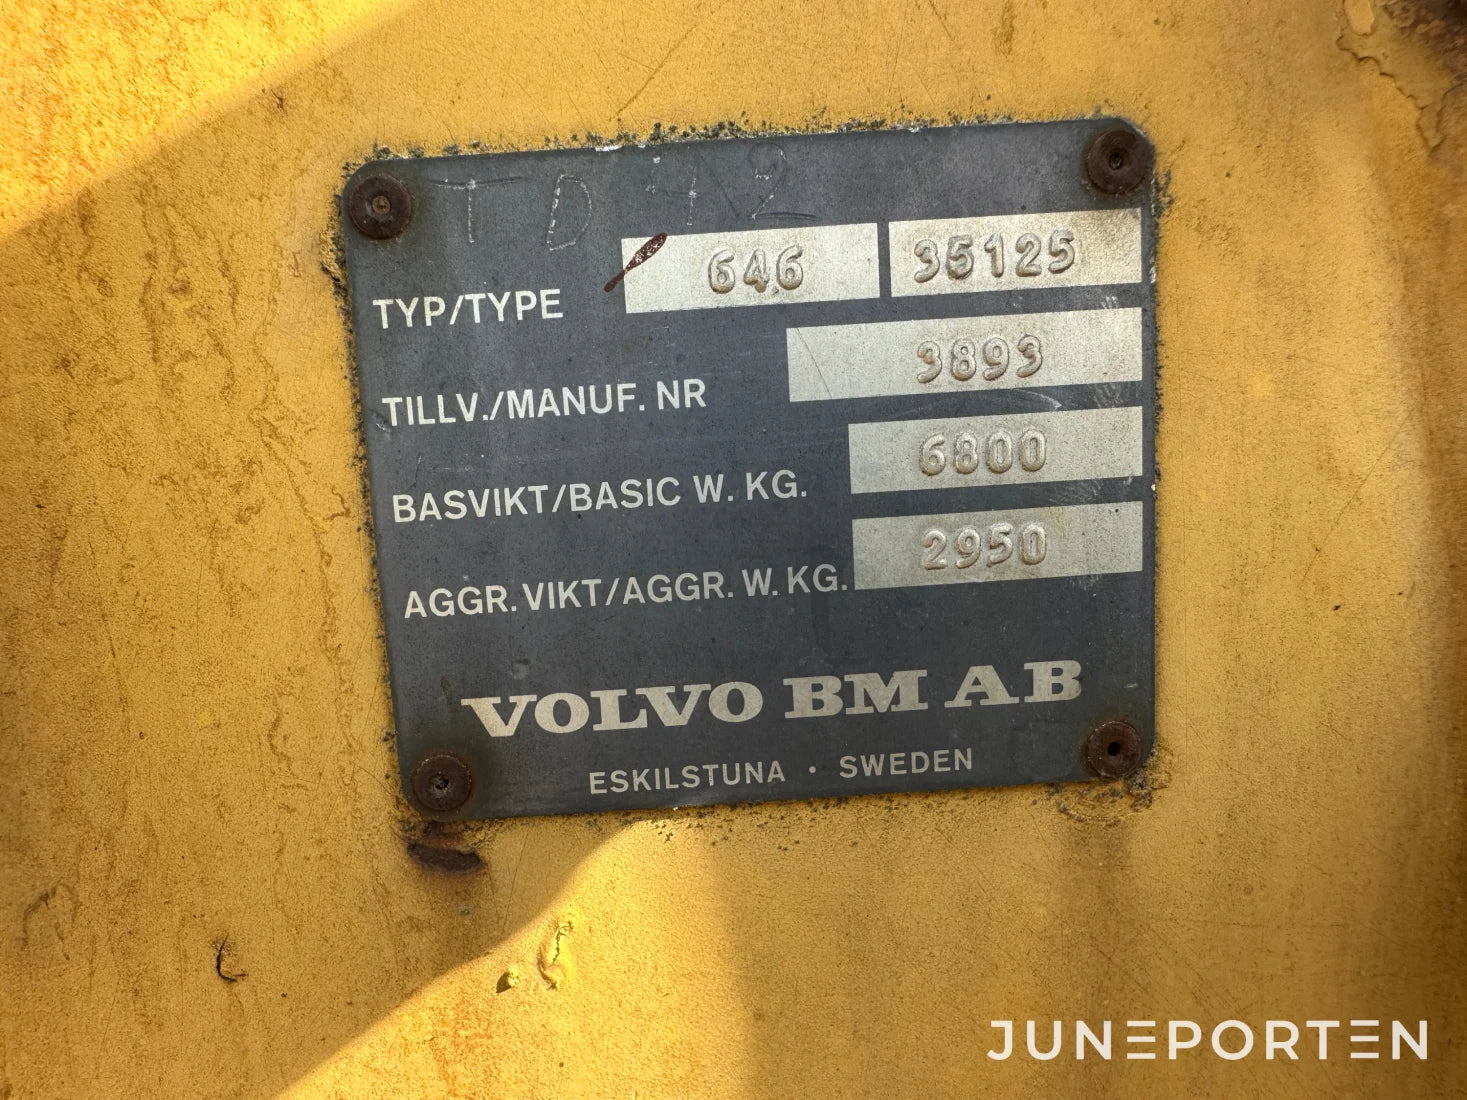 TD 42
TYP/TYPE 646 35125
TILLV./MANUF. NR 3893
BASVIKT/BASIC W. KG. 6800
AGGR. VIKT/AGGR. W. KG. 2950
VOLVO BM AB
ESKILSTUNA · SWEDEN
JUNEPORTEN